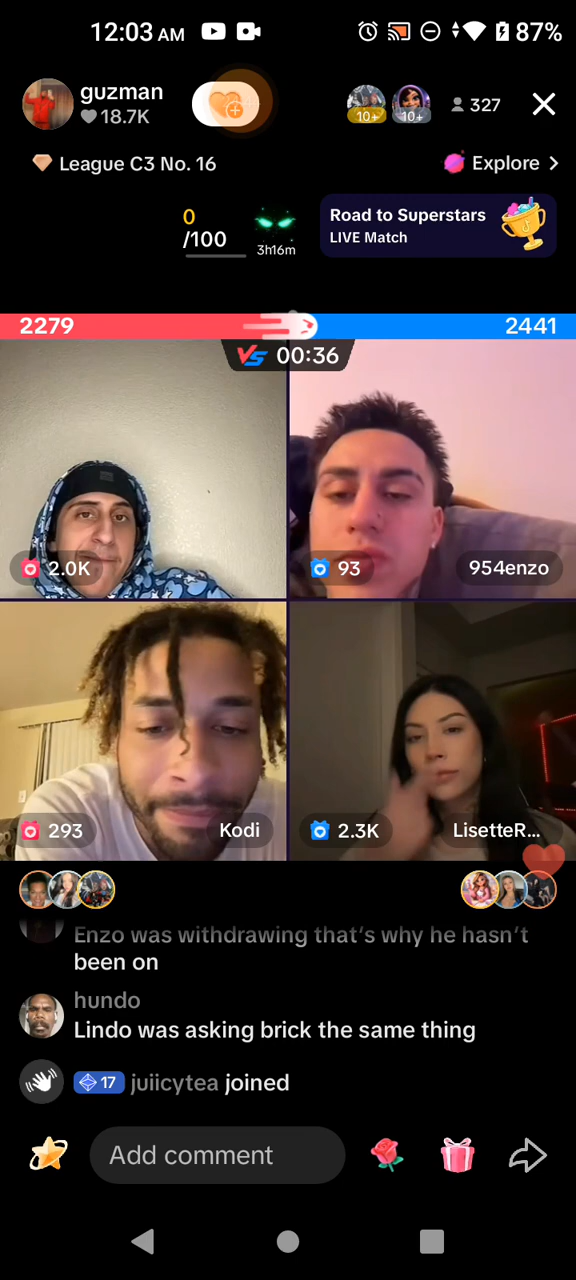 12:03 AM
87%
guzman
18.7K
10+
10+
327
League C3 No. 16
Explore >
0
/100
3h16m
Road to Superstars
LIVE Match
2279
2441
VS 00:36
2.0K
93
954enzo
293
Kodi
2.3K
LisetteR...
Enzo was withdrawing that's why he hasn't
been on
hundo
Lindo was asking brick the same thing
17 juiicytea joined
Add comment